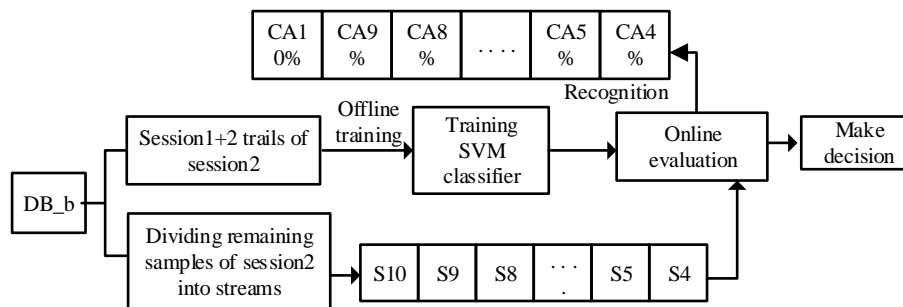 CA1 0%
CA9 %
CA8 %
. . . .
CA5 %
CA4 %
Recognition
Offline
training
Session1+2 trails of
session2
Training
SVM
classifier
Online
evaluation
Make
decision
DB_b
Dividing remaining
samples of session2
into streams
S10
S9
S8
. . .
.
S5
S4